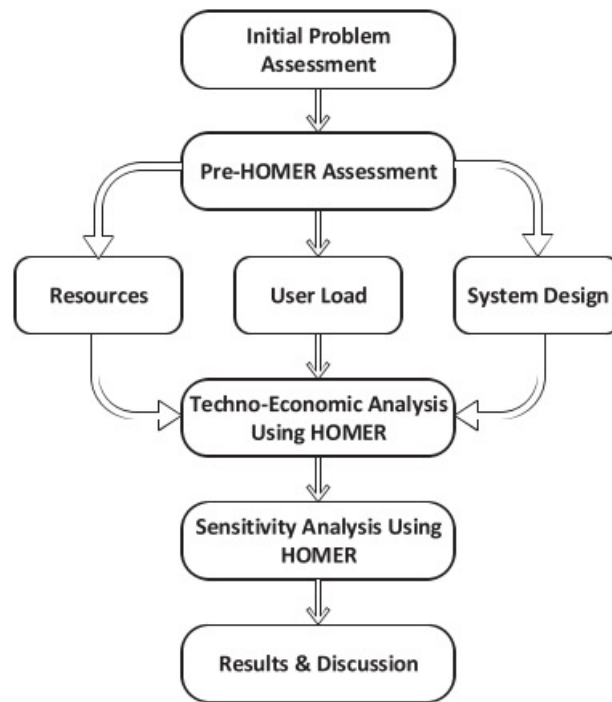 Initial Problem
Assessment
Pre-HOMER Assessment
Resources
User Load
System Design
Techno-Economic Analysis
Using HOMER
Sensitivity Analysis Using
HOMER
Results & Discussion